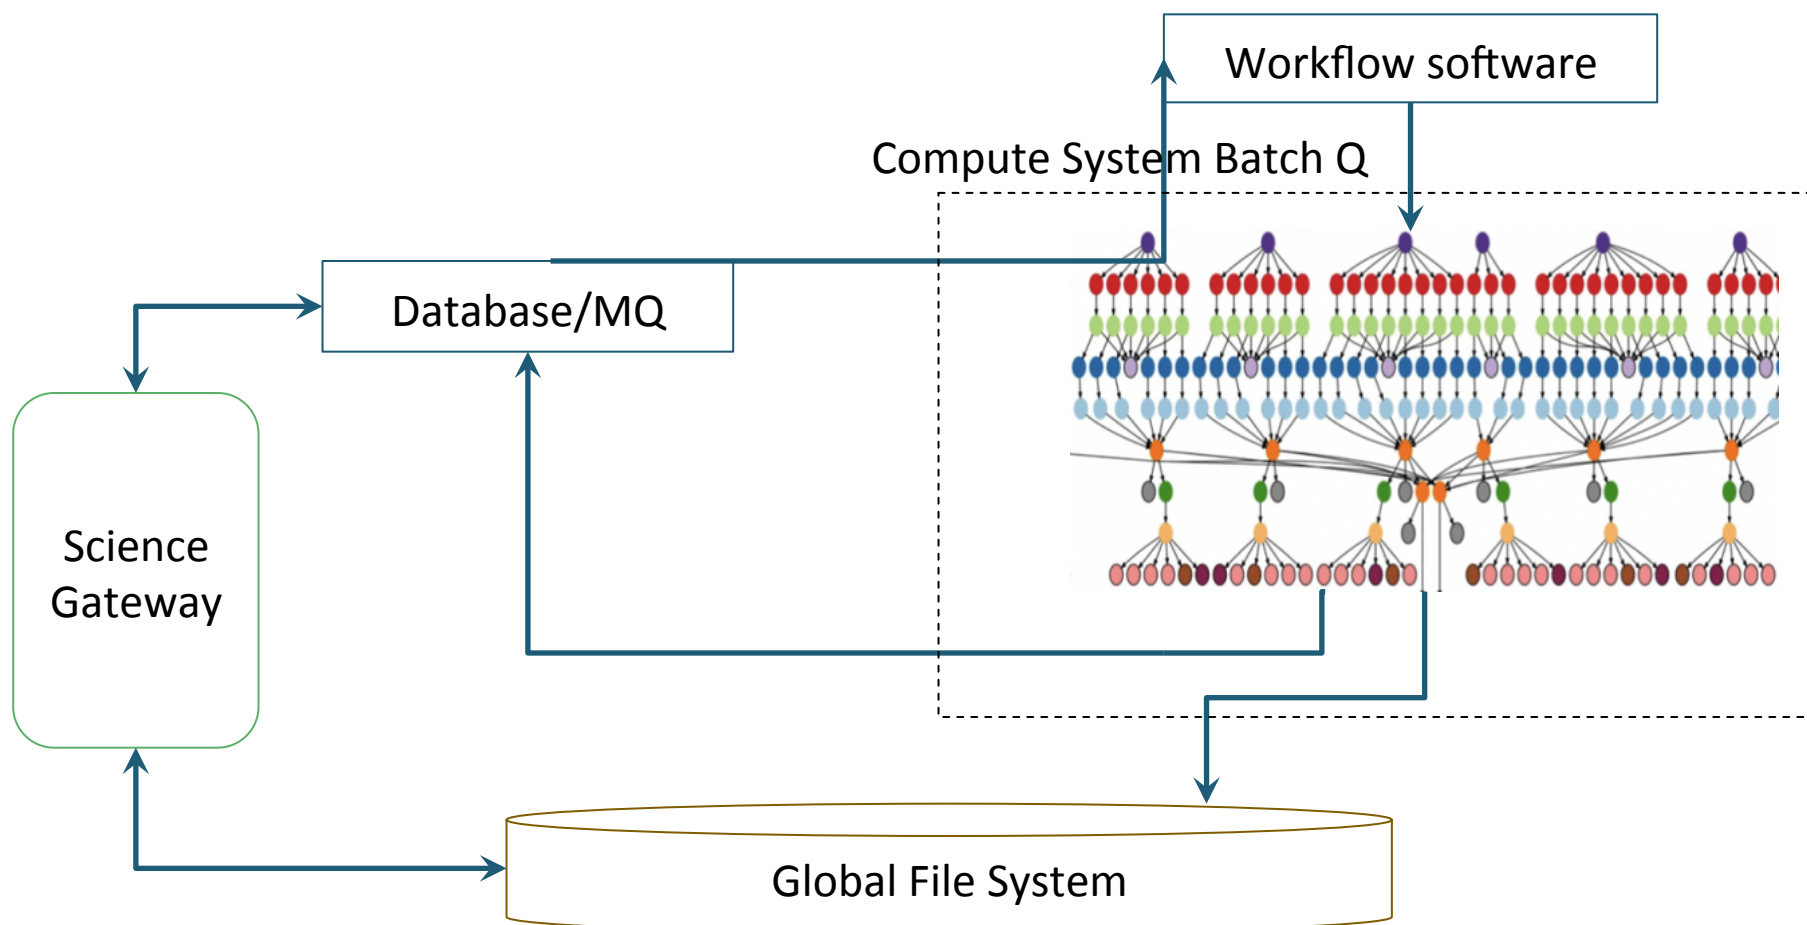 Workflow software
Compute System Batch Q
Database/MQ
Science
Gateway
Global File System